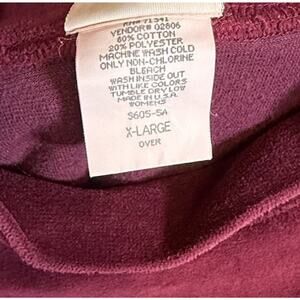 RN# 71341
VENDOR# 02806
80% COTTON
20% POLYESTER
MACHINE WASH COLD
ONLY NON-CHLORINE
BLEACH
WASH INSIDE OUT
WITH LIKE COLORS
TUMBLE DRY LOW
MADE IN U.S.A.
WOMENS
S605-5A
X-LARGE
OVER